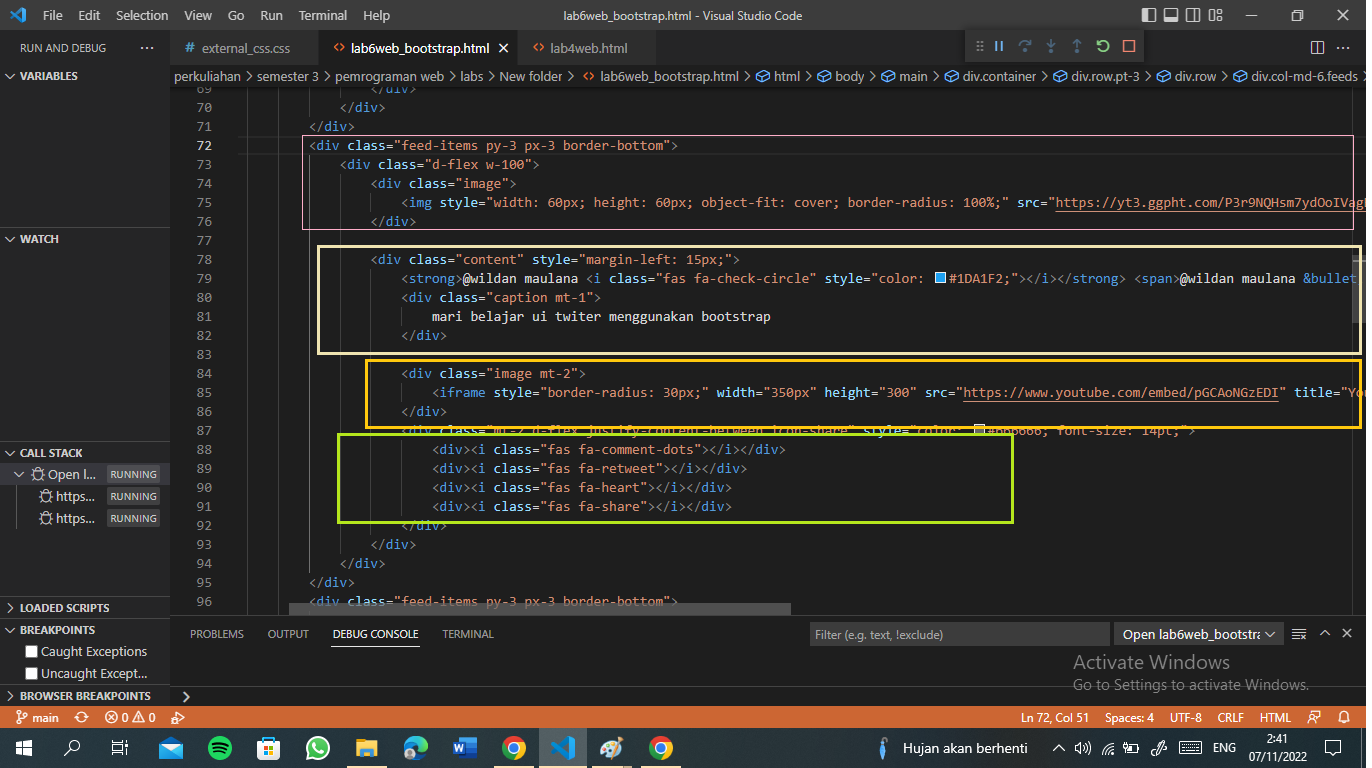 File Edit Selection View Go Run Terminal Help lab6web_bootstrap.html - Visual Studio Code
RUN AND DEBUG ··· # external_css.css <> lab6web_bootstrap.html <> lab4web.html
VARIABLES
perkuliahan > semester 3 > pemrograman web > labs > New folder > <> lab6web_bootstrap.html > html > body > main > div.container > div.row.pt-3 > div.row > div.col-md-6.feeds >
69 </div>
70 </div>
71 </div>
72 <div class="feed-items py-3 px-3 border-bottom">
73 <div class="d-flex w-100">
74 <div class="image">
75 <img style="width: 60px; height: 60px; object-fit: cover; border-radius: 100%;" src="https://yt3.ggpht.com/P3r9NQHsm7ydOoIVag
76 </div>
77
78 <div class="content" style="margin-left: 15px;">
79 <strong>@wildan maulana <i class="fas fa-check-circle" style="color: #1DA1F2;"></i></strong> <span>@wildan maulana &bullet
80 <div class="caption mt-1">
81 mari belajar ui twiter menggunakan bootstrap
82 </div>
83
84 <div class="image mt-2">
85 <iframe style="border-radius: 30px;" width="350px" height="300" src="https://www.youtube.com/embed/pGCAoNGzEDI" title="You
86 </div>
87 <div class="mt-2 d-flex justify-content-between icon-share" style="color: #666666; font-size: 14pt;">
88 <div><i class="fas fa-comment-dots"></i></div>
89 <div><i class="fas fa-retweet"></i></div>
90 <div><i class="fas fa-heart"></i></div>
91 <div><i class="fas fa-share"></i></div>
92 </div>
93 </div>
94 </div>
95 </div>
96 <div class="feed-items py-3 px-3 border-bottom">
WATCH
CALL STACK
Open l... RUNNING
https... RUNNING
https... RUNNING
LOADED SCRIPTS
BREAKPOINTS
Caught Exceptions
Uncaught Except...
BROWSER BREAKPOINTS
PROBLEMS OUTPUT DEBUG CONSOLE TERMINAL Filter (e.g. text, !exclude) Open lab6web_bootstra
Activate Windows
Go to Settings to activate Windows.
main 0 0 Ln 72, Col 51 Spaces: 4 UTF-8 CRLF HTML
Hujan akan berhenti ENG 2:41
07/11/2022